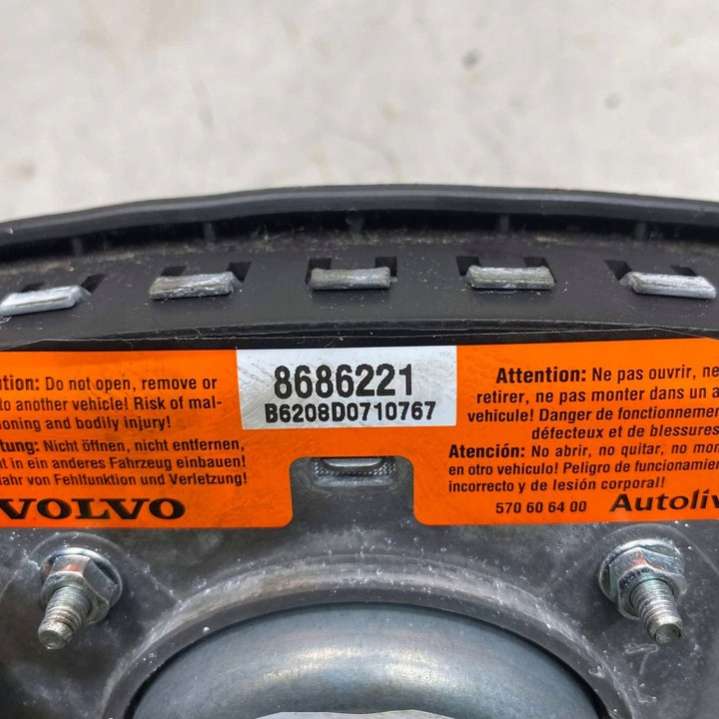 ution: Do not open, remove or
to another vehicle! Risk of mal-
oning and bodily injury!
tung: Nicht öffnen, nicht entfernen,
t in ein anderes Fahrzeug einbauen!
ahr von Fehlfunktion und Verletzung!
VOLVO
8686221
B6208D0710767
Attention: Ne pas ouvrir, ne
retirer, ne pas monter dans un a
vehicule! Danger de fonctionnemen
défecteux et de blessures
Atención: No abrir, no quitar, no mon
en otro vehiculo! Peligro de funcionamien
incorrecto y de lesión corporal!
570 60 64 00 Autoliv